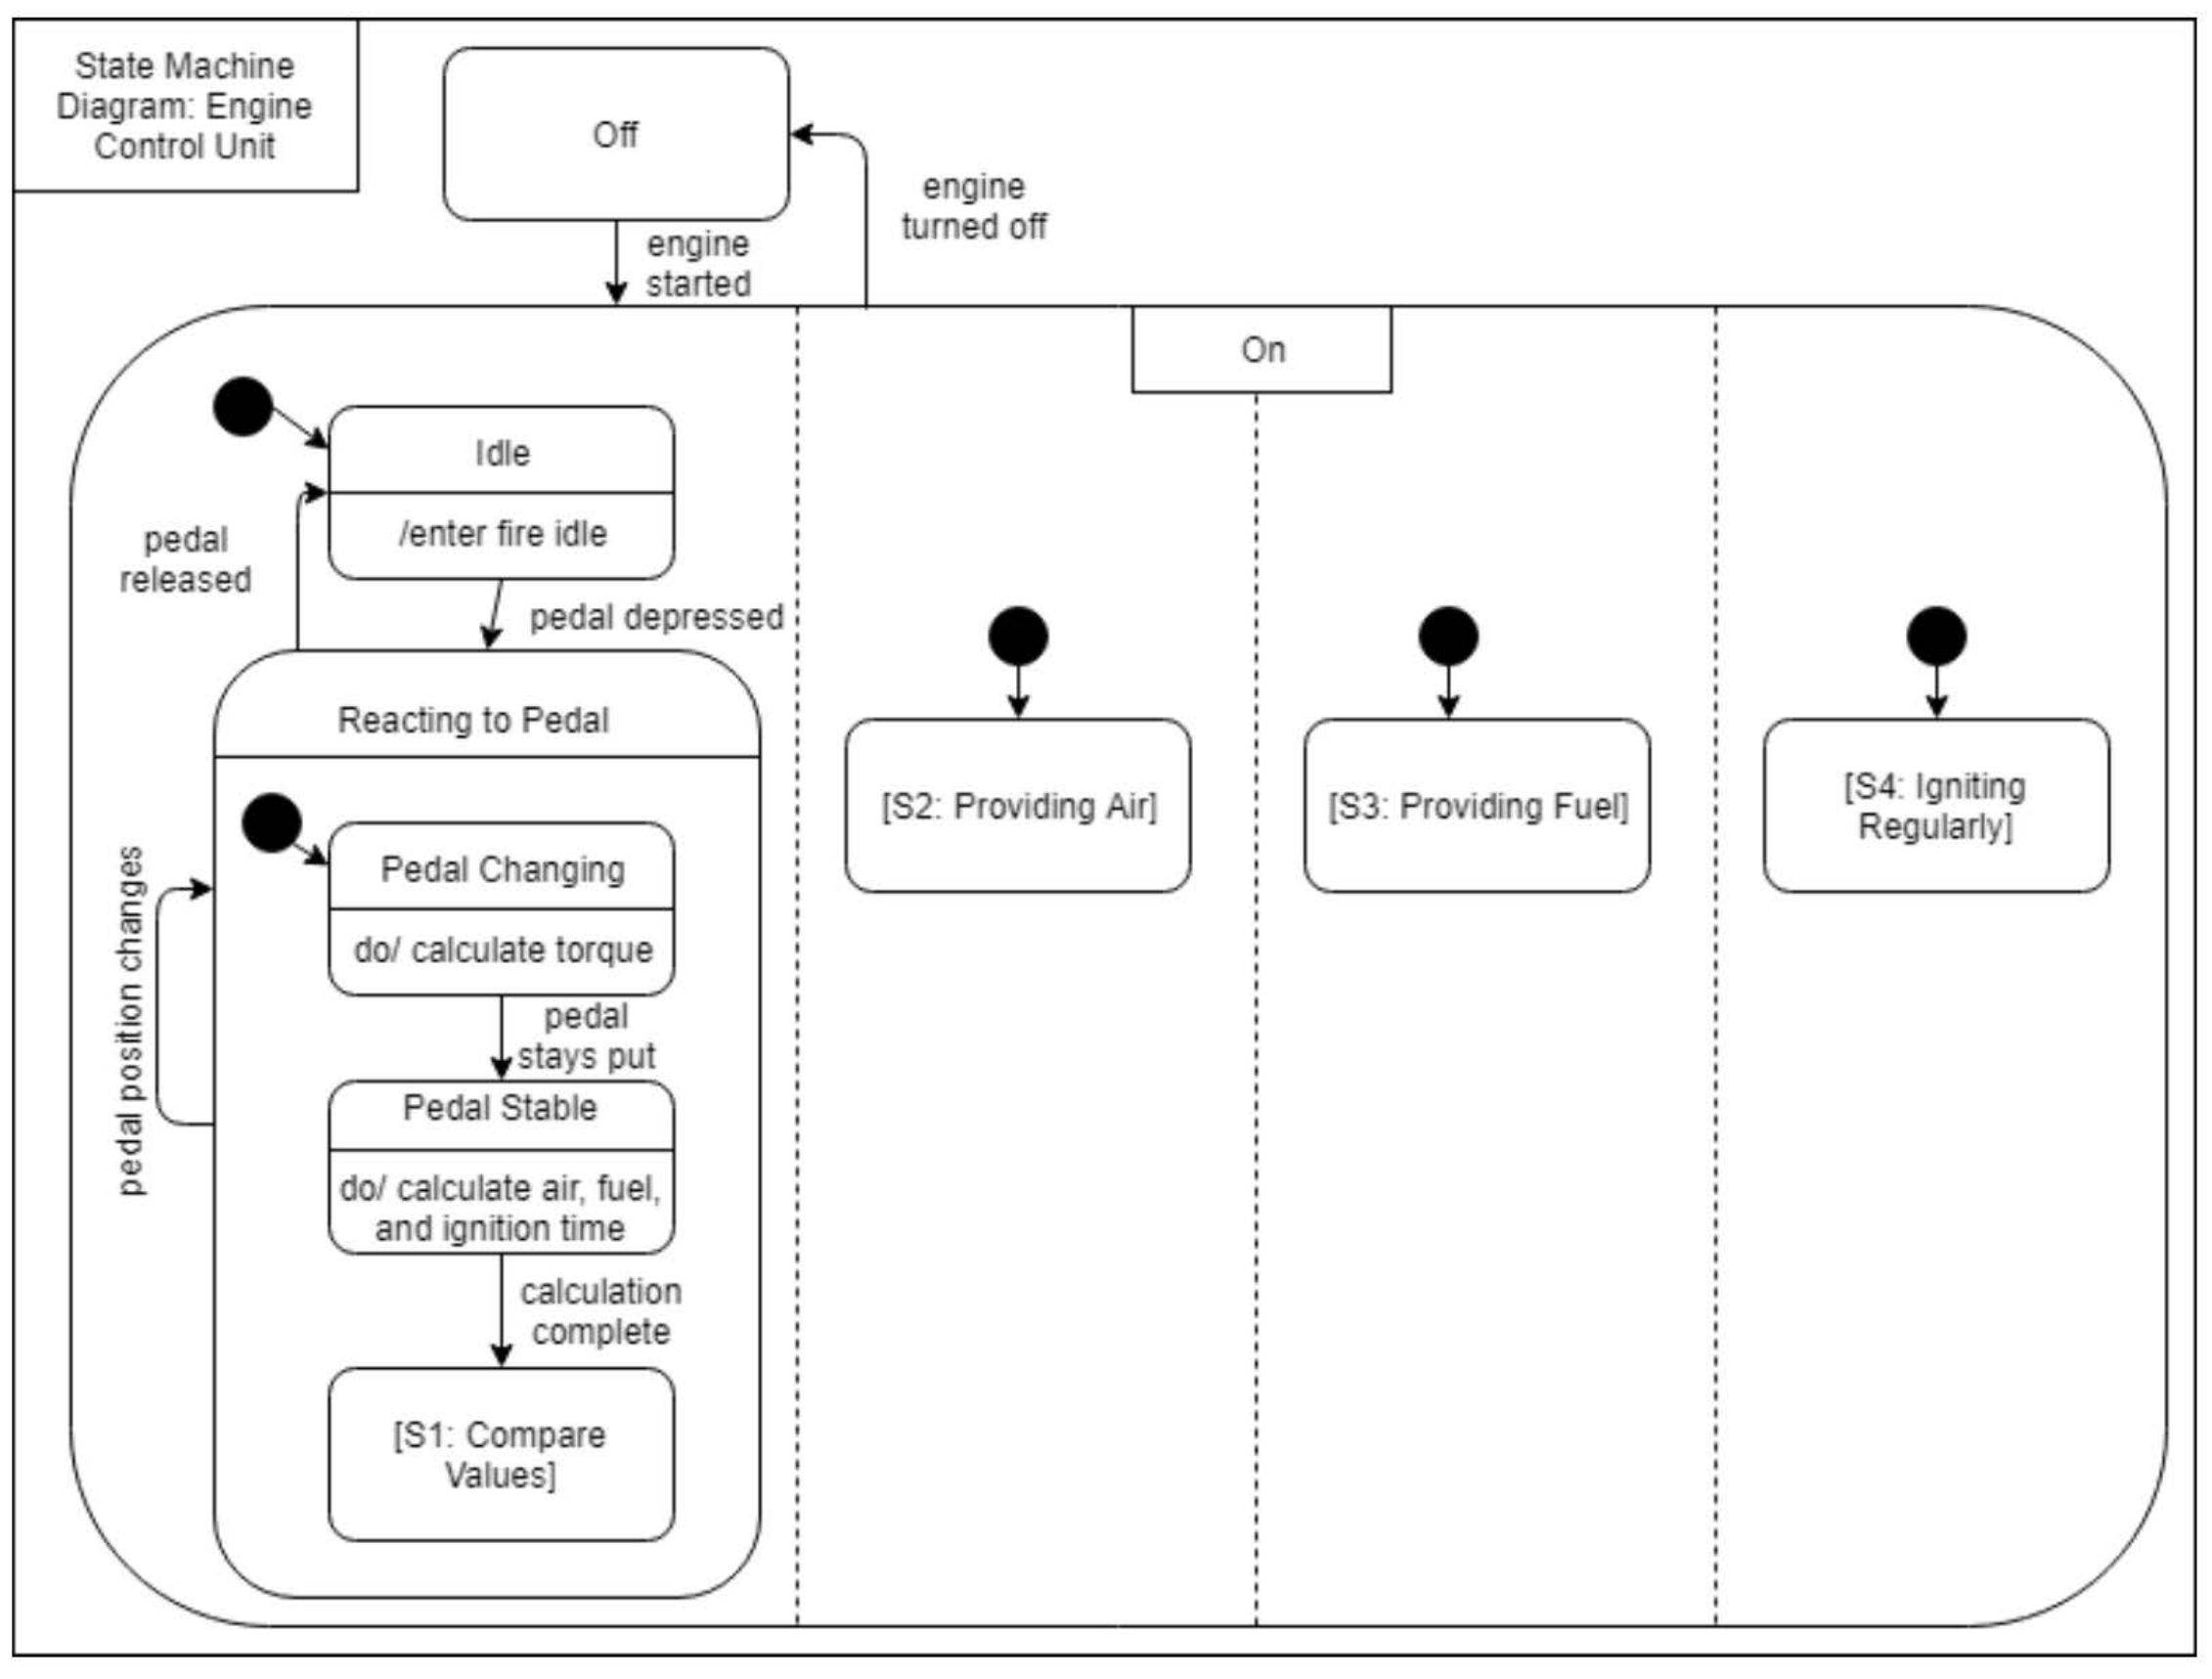 State Machine
Diagram: Engine
Control Unit
Off
engine
turned off
engine
started
On
Idle
/enter fire idle
pedal
released
pedal depressed
Reacting to Pedal
Pedal Changing
do/ calculate torque
pedal position changes
pedal
stays put
Pedal Stable
do/ calculate air, fuel,
and ignition time
calculation
complete
[S1: Compare
Values]
[S2: Providing Air]
[S3: Providing Fuel]
[S4: Igniting
Regularly]